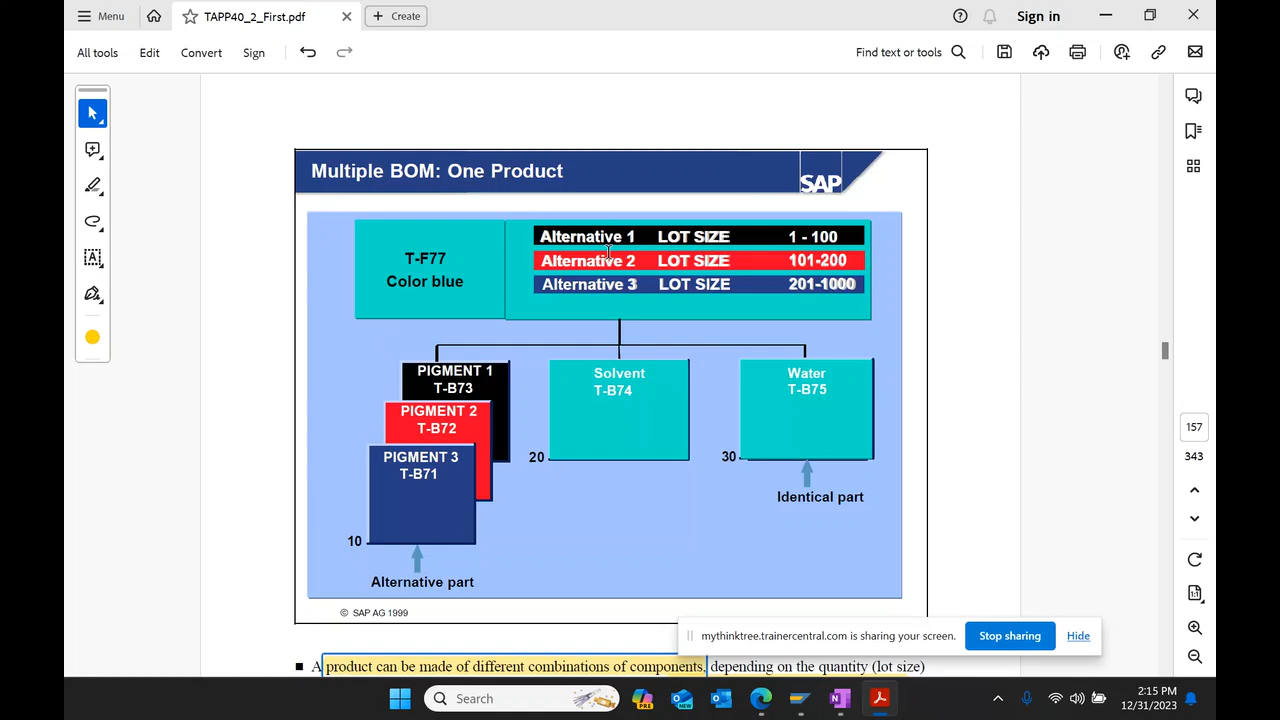 Menu
TAPP40_2_First.pdf
Create
Sign in
All tools
Edit
Convert
Sign
Find text or tools
Multiple BOM: One Product
SAP
T-F77
Color blue
Alternative 1 LOT SIZE 1 - 100
Alternative 2 LOT SIZE 101-200
Alternative 3 LOT SIZE 201-1000
PIGMENT 1
T-B73
PIGMENT 2
T-B72
PIGMENT 3
T-B71
10
Alternative part
Solvent
T-B74
20
Water
T-B75
30
Identical part
© SAP AG 1999
157
343
1:1
mythinktree.trainercentral.com is sharing your screen.
Stop sharing
Hide
■ A product can be made of different combinations of components, depending on the quantity (lot size)
Search
PRE
2:15 PM
12/31/2023